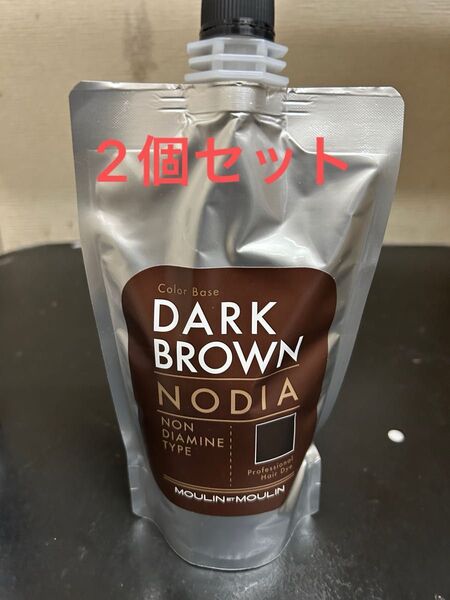 2個セット
Color Base
DARK
BROWN
NODIA
NON
DIAMINE
TYPE
Professional
Hair Dye
MOULIN ET MOULIN